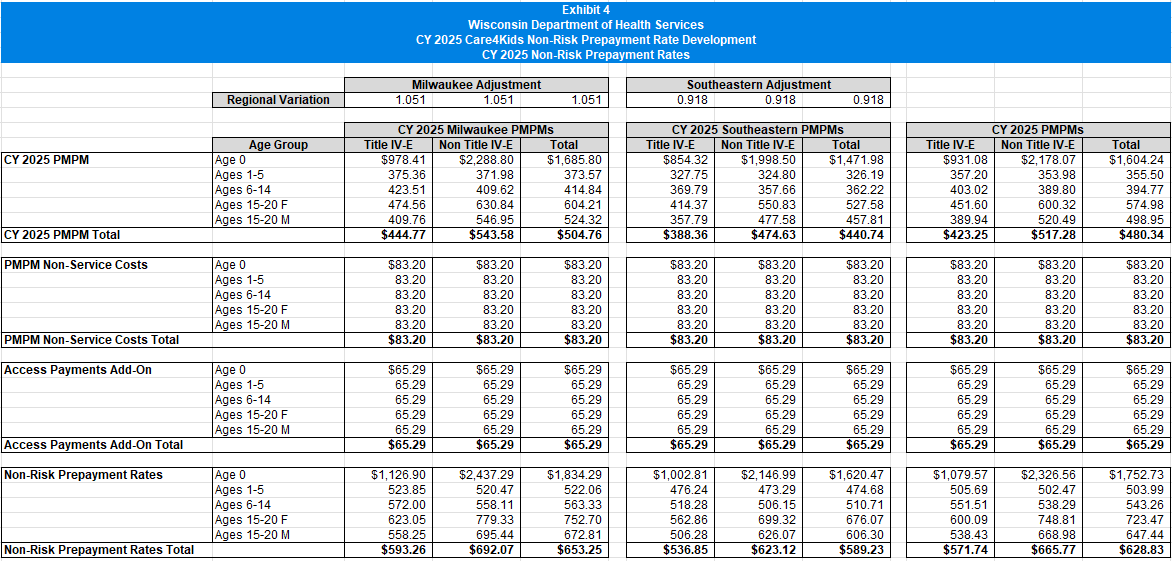 Exhibit 4
Wisconsin Department of Health Services
CY 2025 Care4Kids Non-Risk Prepayment Rate Development
CY 2025 Non-Risk Prepayment Rates
Milwaukee Adjustment Southeastern Adjustment
Regional Variation 1.051 1.051 1.051 0.918 0.918 0.918
CY 2025 Milwaukee PMPMs CY 2025 Southeastern PMPMs CY 2025 PMPMs
Age Group Title IV-E Non Title IV-E Total Title IV-E Non Title IV-E Total Title IV-E Non Title IV-E Total
CY 2025 PMPM Age 0 $978.41 $2,288.80 $1,685.80 $854.32 $1,998.50 $1,471.98 $931.08 $2,178.07 $1,604.24
Ages 1-5 375.36 371.98 373.57 327.75 324.80 326.19 357.20 353.98 355.50
Ages 6-14 423.51 409.62 414.84 369.79 357.66 362.22 403.02 389.80 394.77
Ages 15-20 F 474.56 630.84 604.21 414.37 550.83 527.58 451.60 600.32 574.98
Ages 15-20 M 409.76 546.95 524.32 357.79 477.58 457.81 389.94 520.49 498.95
CY 2025 PMPM Total $444.77 $543.58 $504.76 $388.36 $474.63 $440.74 $423.25 $517.28 $480.34
PMPM Non-Service Costs Age 0 $83.20 $83.20 $83.20 $83.20 $83.20 $83.20 $83.20 $83.20 $83.20
Ages 1-5 83.20 83.20 83.20 83.20 83.20 83.20 83.20 83.20 83.20
Ages 6-14 83.20 83.20 83.20 83.20 83.20 83.20 83.20 83.20 83.20
Ages 15-20 F 83.20 83.20 83.20 83.20 83.20 83.20 83.20 83.20 83.20
Ages 15-20 M 83.20 83.20 83.20 83.20 83.20 83.20 83.20 83.20 83.20
PMPM Non-Service Costs Total $83.20 $83.20 $83.20 $83.20 $83.20 $83.20 $83.20 $83.20 $83.20
Access Payments Add-On Age 0 $65.29 $65.29 $65.29 $65.29 $65.29 $65.29 $65.29 $65.29 $65.29
Ages 1-5 65.29 65.29 65.29 65.29 65.29 65.29 65.29 65.29 65.29
Ages 6-14 65.29 65.29 65.29 65.29 65.29 65.29 65.29 65.29 65.29
Ages 15-20 F 65.29 65.29 65.29 65.29 65.29 65.29 65.29 65.29 65.29
Ages 15-20 M 65.29 65.29 65.29 65.29 65.29 65.29 65.29 65.29 65.29
Access Payments Add-On Total $65.29 $65.29 $65.29 $65.29 $65.29 $65.29 $65.29 $65.29 $65.29
Non-Risk Prepayment Rates Age 0 $1,126.90 $2,437.29 $1,834.29 $1,002.81 $2,146.99 $1,620.47 $1,079.57 $2,326.56 $1,752.73
Ages 1-5 523.85 520.47 522.06 476.24 473.29 474.68 505.69 502.47 503.99
Ages 6-14 572.00 558.11 563.33 518.28 506.15 510.71 551.51 538.29 543.26
Ages 15-20 F 623.05 779.33 752.70 562.86 699.32 676.07 600.09 748.81 723.47
Ages 15-20 M 558.25 695.44 672.81 506.28 626.07 606.30 538.43 668.98 647.44
Non-Risk Prepayment Rates Total $593.26 $692.07 $653.25 $536.85 $623.12 $589.23 $571.74 $665.77 $628.83